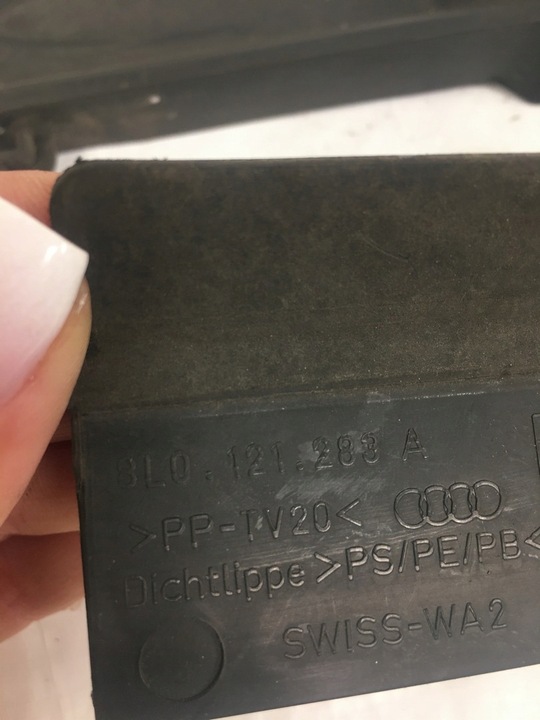 8L0.121.283 A
>PP-TV20<
Dichtlippe >PS/PE/PB<
SWISS-WA2